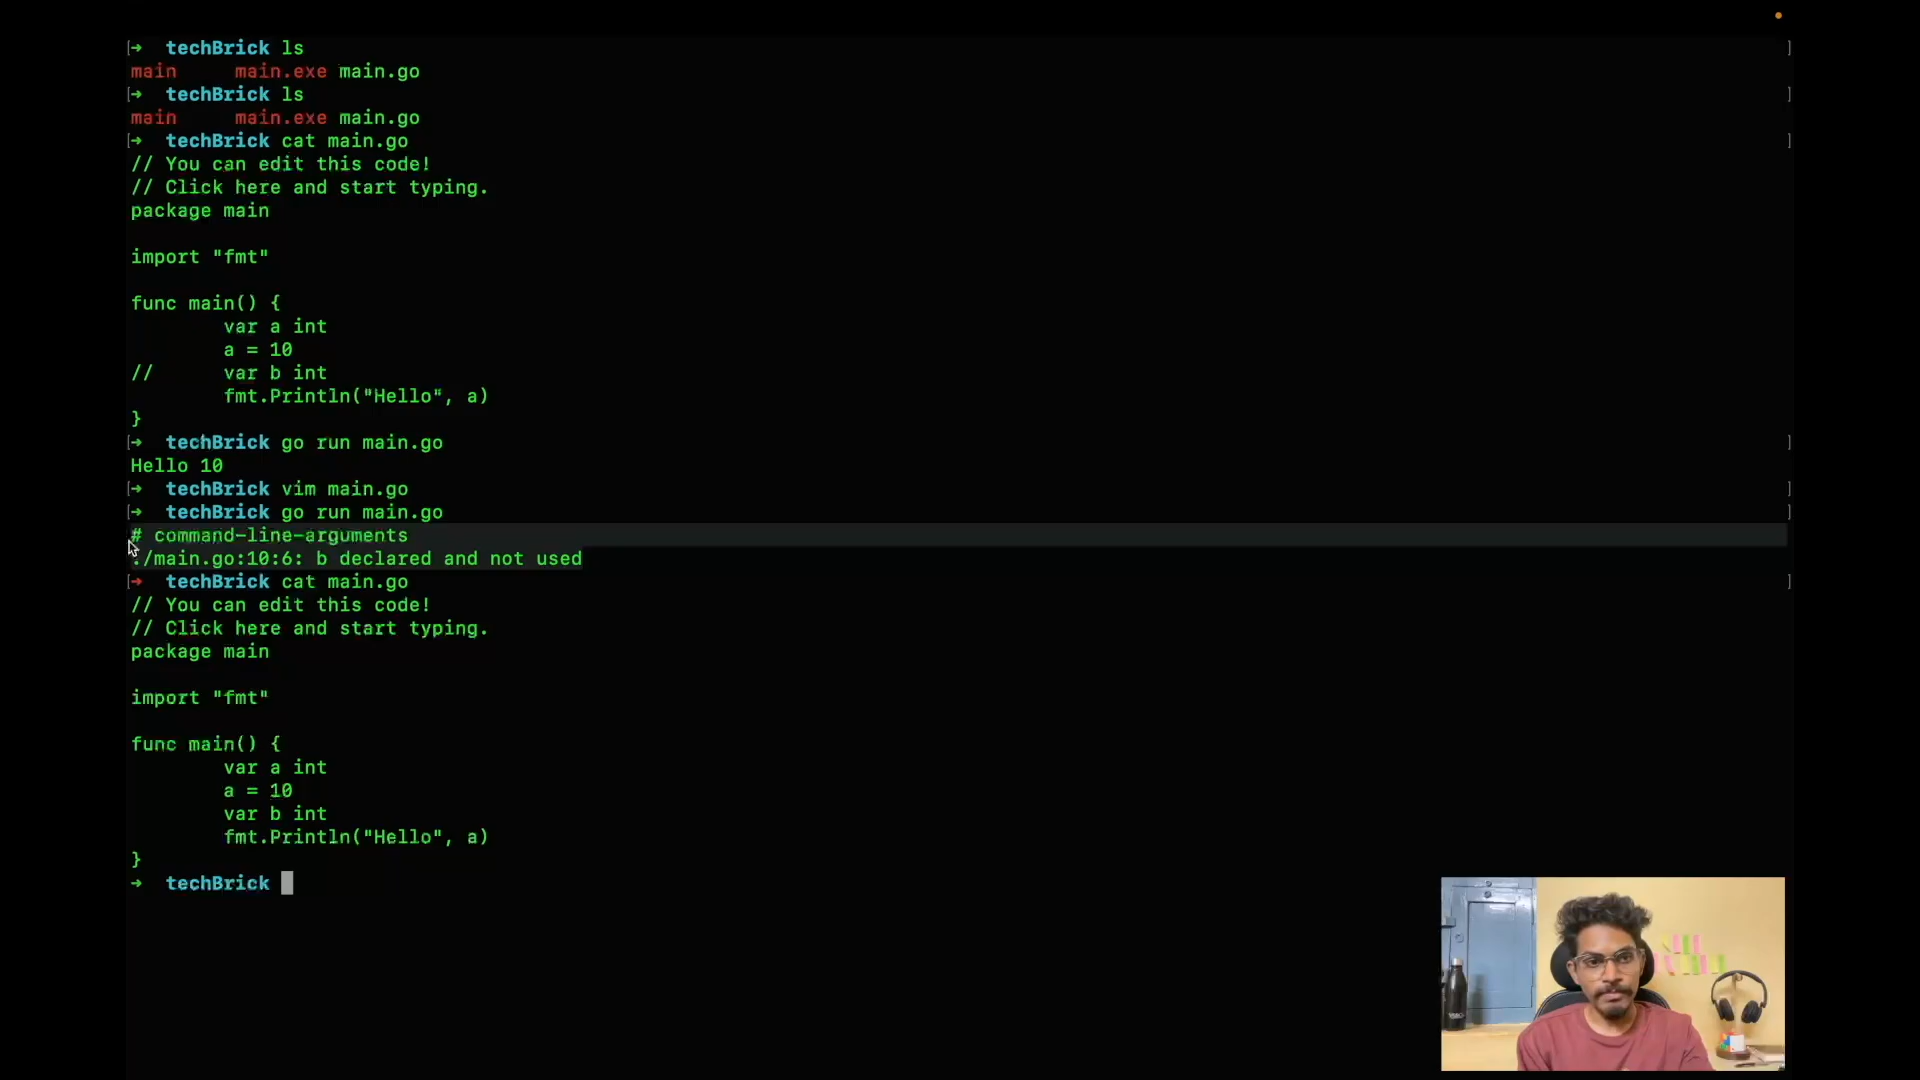 [→  techBrick ls ]
main     main.exe main.go
[→  techBrick ls ]
main     main.exe main.go
[→  techBrick cat main.go ]
// You can edit this code!
// Click here and start typing.
package main
import "fmt"
func main() {
        var a int
        a = 10
//      var b int
        fmt.Println("Hello", a)
}
[→  techBrick go run main.go ]
Hello 10
[→  techBrick vim main.go ]
[→  techBrick go run main.go ]
# command-line-arguments
./main.go:10:6: b declared and not used
[→  techBrick cat main.go ]
// You can edit this code!
// Click here and start typing.
package main
import "fmt"
func main() {
        var a int
        a = 10
        var b int
        fmt.Println("Hello", a)
}
→  techBrick